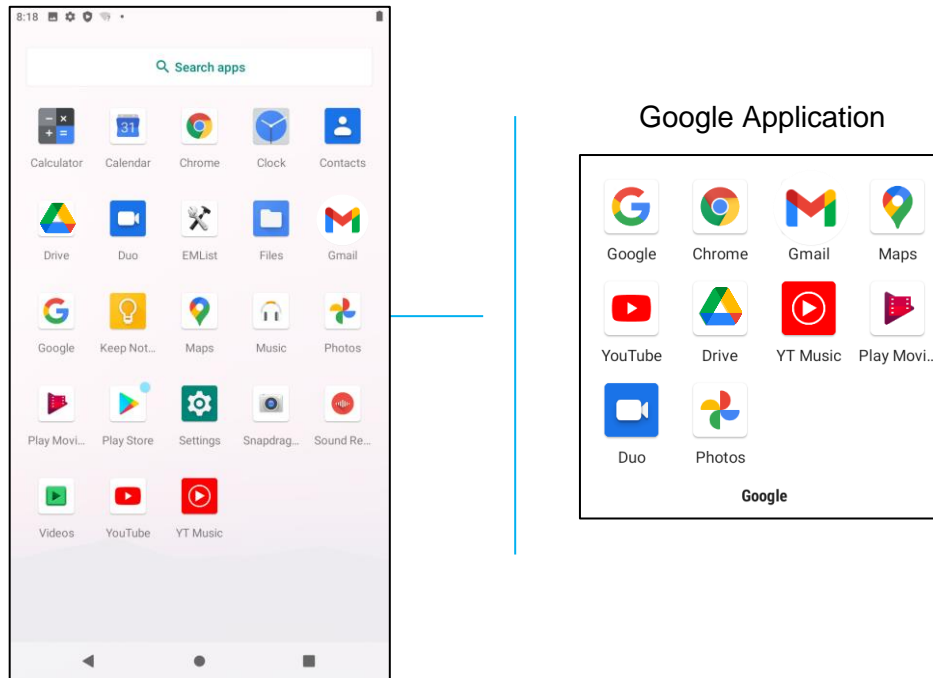 8:18
Search apps
Calculator Calendar Chrome Clock Contacts
31
Drive Duo EMList Files Gmail
Google Keep Not... Maps Music Photos
Play Movi... Play Store Settings Snapdrag... Sound Re...
Videos YouTube YT Music
Google Application
Google Chrome Gmail Maps
YouTube Drive YT Music Play Movi..
Duo Photos
Google